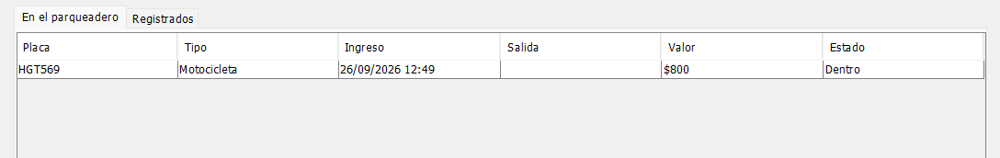 En el parqueadero Registrados
Placa Tipo Ingreso Salida Valor Estado
HGT569 Motocicleta 26/09/2026 12:49 $800 Dentro